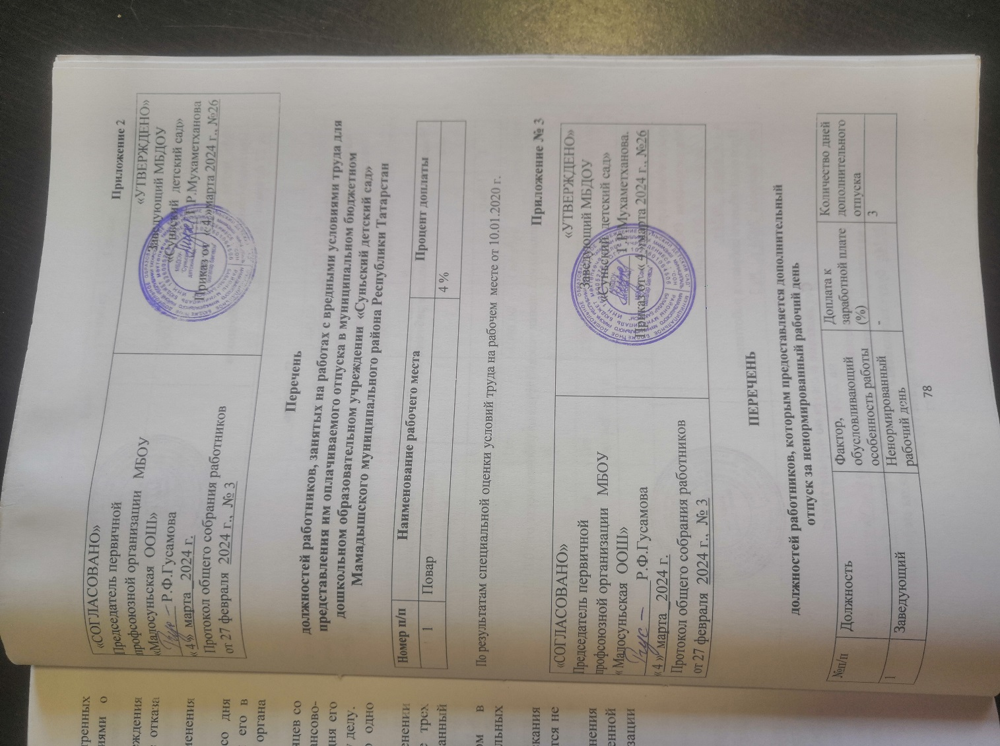 Приложение 2
«СОГЛАСОВАНО»
Председатель первичной
профсоюзной организации МБОУ
«Малосуньская ООШ»
Р.Ф.Гусамова
«4» марта 2024 г.
Протокол общего собрания работников
от 27 февраля 2024 г., № 3
«УТВЕРЖДЕНО»
Заведующий МБДОУ
«Суньский детский сад»
Р.Мухаметханова
Приказ от «4»марта 2024 г., №26
Перечень
должностей работников, занятых на работах с вредными условиями труда для
представления им оплачиваемого отпуска в муниципальном бюджетном
дошкольном образовательном учреждении «Суньский детский сад»
Мамадышского муниципального района Республики Татарстан
Номер п/п Наименование рабочего места Процент доплаты
1 Повар 4 %
По результатам специальной оценки условий труда на рабочем месте от 10.01.2020 г.
Приложение № 3
«СОГЛАСОВАНО»
Председатель первичной
профсоюзной организации МБОУ
«Малосуньская ООШ»
Р.Ф.Гусамова
«4» марта 2024 г.
Протокол общего собрания работников
от 27 февраля 2024 г., № 3
«УТВЕРЖДЕНО»
Заведующий МБДОУ
«Суньский детский сад»
Г.Р.Мухаметханова.
Приказ от «4»марта 2024 г., №26
ПЕРЕЧЕНЬ
должностей работников, которым предоставляется дополнительный
отпуск за ненормированный рабочий день
№п/п
Должность
Фактор,
обусловливающий
особенность работы
Доплата к
заработной плате
(%)
Количество дней
дополнительного
отпуска
1
Заведующий
Ненормированный
рабочий день
-
3
78